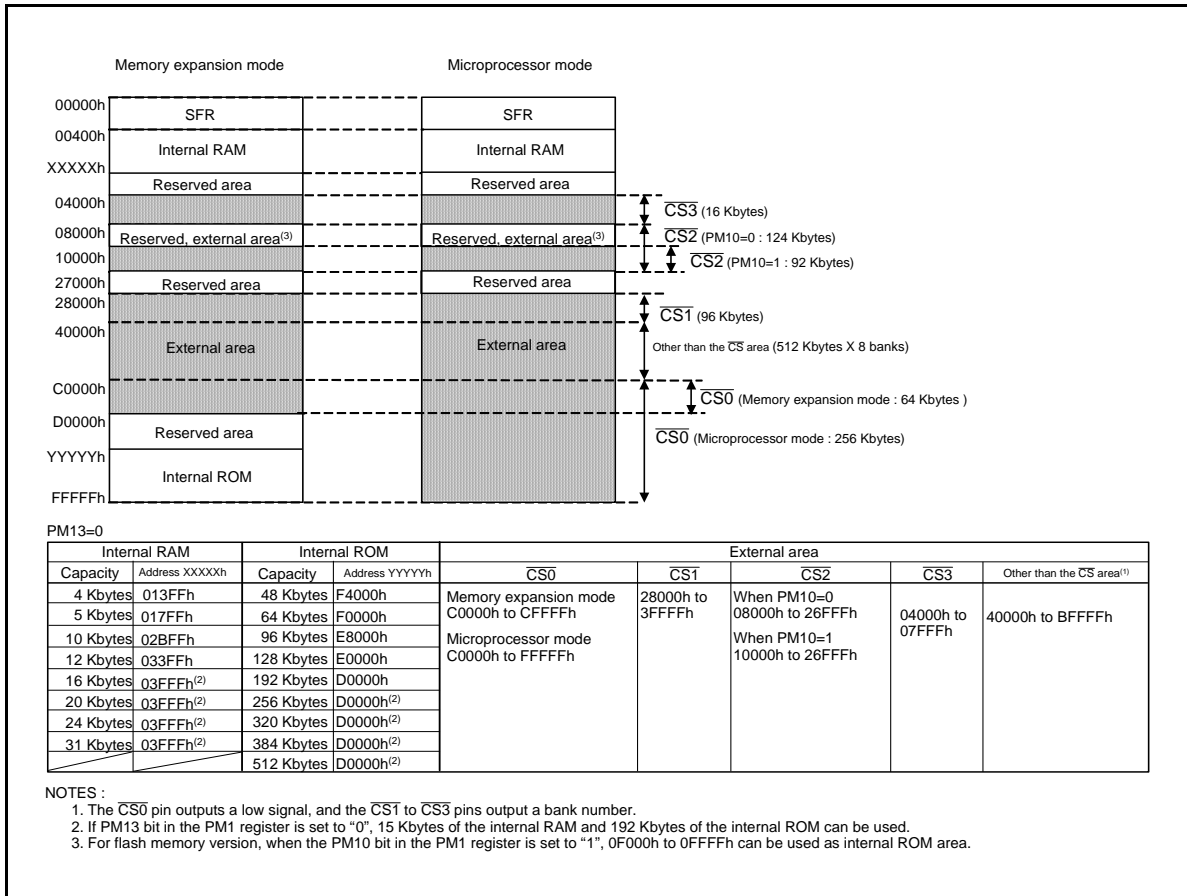 Memory expansion mode
Microprocessor mode
00000h
SFR
SFR
00400h
Internal RAM
Internal RAM
XXXXXh
Reserved area
Reserved area
04000h
CS3 (16 Kbytes)
08000h
Reserved, external area(3)
Reserved, external area(3)
CS2 (PM10=0 : 124 Kbytes)
10000h
CS2 (PM10=1 : 92 Kbytes)
27000h
Reserved area
Reserved area
28000h
CS1 (96 Kbytes)
40000h
External area
External area
Other than the CS area (512 Kbytes X 8 banks)
C0000h
CS0 (Memory expansion mode : 64 Kbytes )
D0000h
Reserved area
CS0 (Microprocessor mode : 256 Kbytes)
YYYYYh
Internal ROM
FFFFFh
PM13=0
Internal RAM Internal ROM External area
Capacity Address XXXXXh Capacity Address YYYYYh CS0 CS1 CS2 CS3 Other than the CS area(1)
4 Kbytes 013FFh 48 Kbytes F4000h
5 Kbytes 017FFh 64 Kbytes F0000h
10 Kbytes 02BFFh 96 Kbytes E8000h
12 Kbytes 033FFh 128 Kbytes E0000h
16 Kbytes 03FFFh(2) 192 Kbytes D0000h
20 Kbytes 03FFFh(2) 256 Kbytes D0000h(2)
24 Kbytes 03FFFh(2) 320 Kbytes D0000h(2)
31 Kbytes 03FFFh(2) 384 Kbytes D0000h(2)
512 Kbytes D0000h(2)
Memory expansion mode
C0000h to CFFFFh
Microprocessor mode
C0000h to FFFFFh
28000h to
3FFFFh
When PM10=0
08000h to 26FFFh
When PM10=1
10000h to 26FFFh
04000h to
07FFFh
40000h to BFFFFh
NOTES :
1. The CS0 pin outputs a low signal, and the CS1 to CS3 pins output a bank number.
2. If PM13 bit in the PM1 register is set to “0”, 15 Kbytes of the internal RAM and 192 Kbytes of the internal ROM can be used.
3. For flash memory version, when the PM10 bit in the PM1 register is set to “1”, 0F000h to 0FFFFh can be used as internal ROM area.